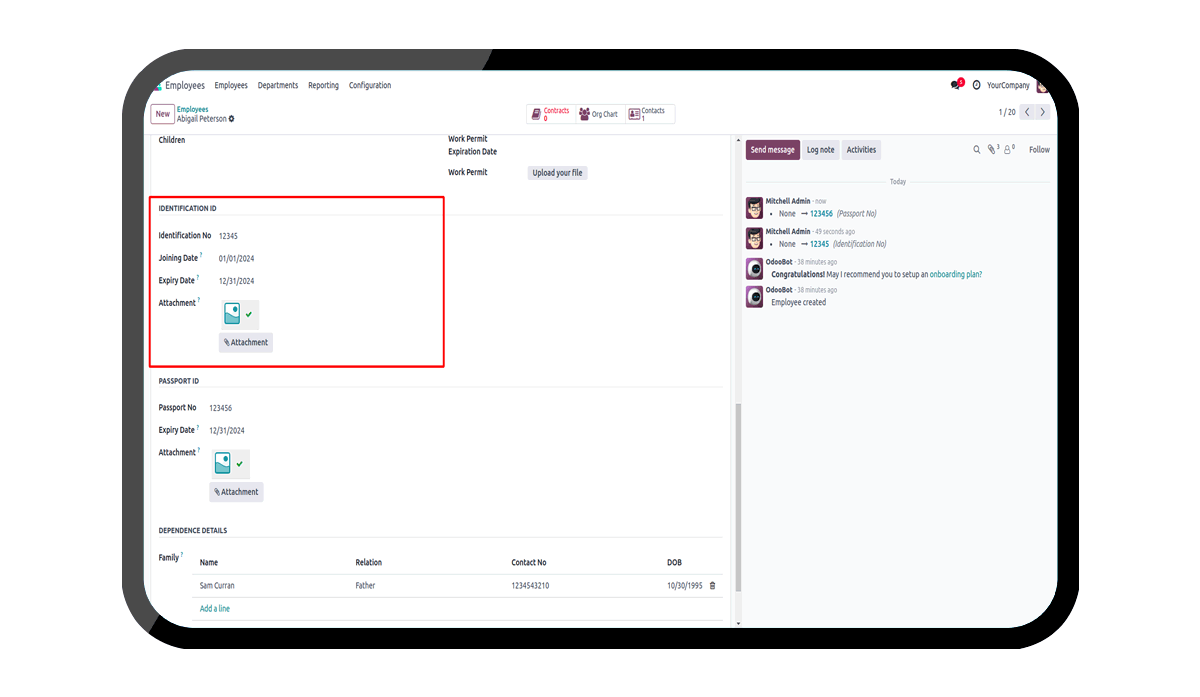 Employees Employees Departments Reporting Configuration 5 YourCompany
New Employees Abigail Peterson Contracts 0 Org Chart Contacts 1 1 / 20
Children
Work Permit Expiration Date
Work Permit Upload your file
IDENTIFICATION ID
Identification No 12345
Joining Date ? 01/01/2024
Expiry Date ? 12/31/2024
Attachment ?
Attachment
PASSPORT ID
Passport No 123456
Expiry Date ? 12/31/2024
Attachment ?
Attachment
DEPENDENCE DETAILS
Family ? Name Relation Contact No DOB
Sam Curran Father 1234543210 10/30/1995
Add a line
Send message Log note Activities 3 0 Follow
Today
Mitchell Admin - now
• None → 123456 (Passport No)
Mitchell Admin - 49 seconds ago
• None → 12345 (Identification No)
OdooBot - 38 minutes ago
Congratulations! May I recommend you to setup an onboarding plan?
OdooBot - 38 minutes ago
Employee created